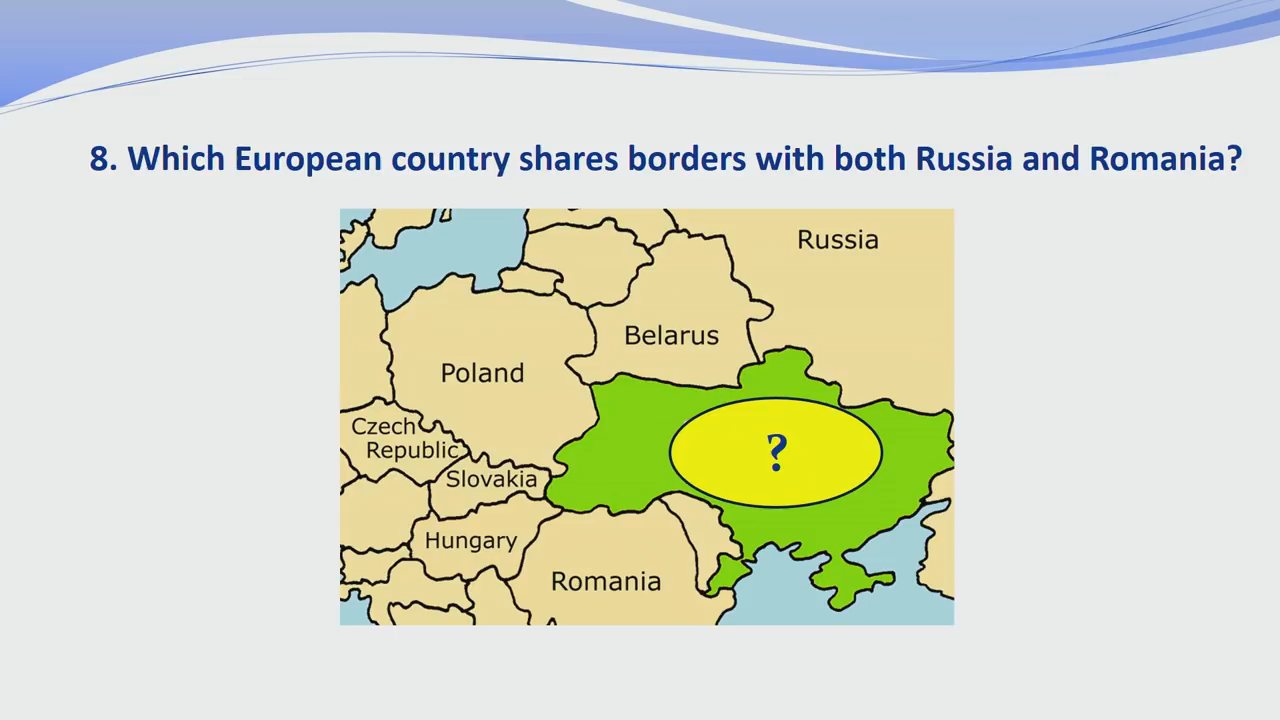 8. Which European country shares borders with both Russia and Romania?
Russia
Belarus
Poland
Czech
Republic
?
Slovakia
Hungary
Romania